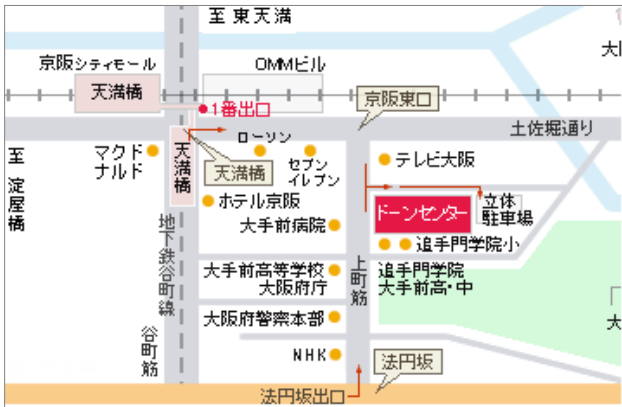 至 東天満
京阪シティモール
OMMビル
天満橋
1番出口
京阪東口
土佐堀通り
至
淀
屋
橋
マクド
ナルド
天
満
橋
ローソン
天満橋
セブン
イレブン
テレビ大阪
ホテル京阪
ドーンセンター
立体
駐車場
大手前病院
追手門学院小
地下鉄谷町線
上町筋
大手前高等学校
大阪府庁
追手門学院
大手前高・中
大阪府警察本部
谷町筋
NHK
法円坂
法円坂出口